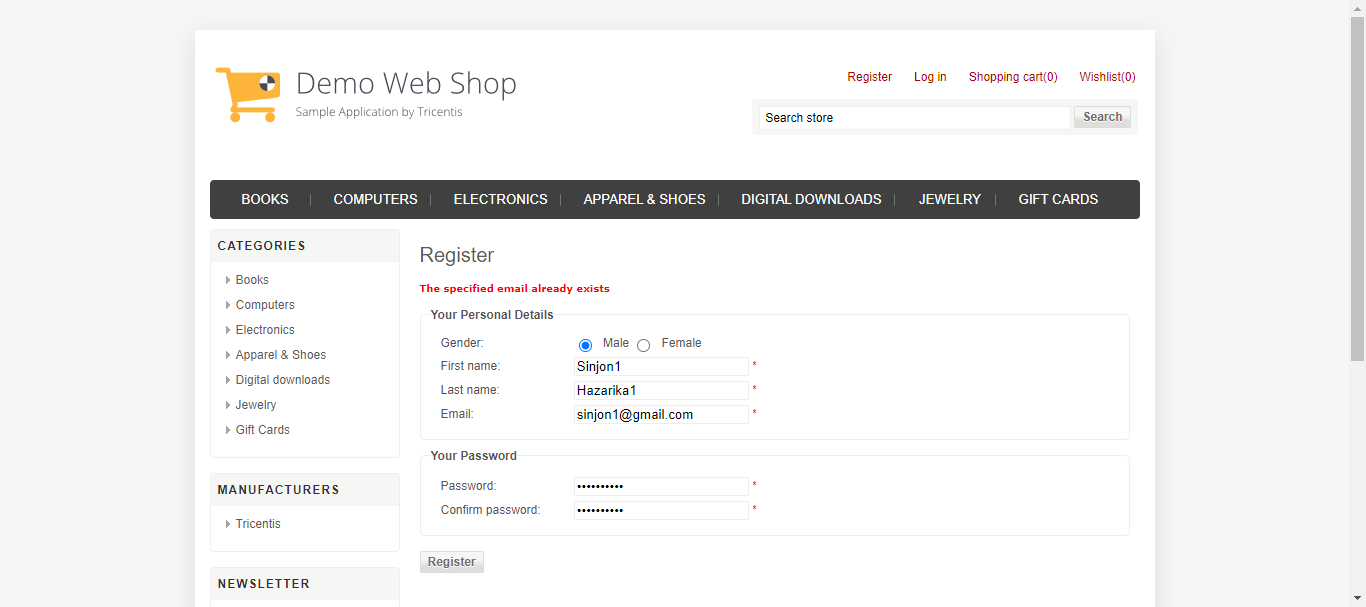 Demo Web Shop
Sample Application by Tricentis
Register Log in Shopping cart(0) Wishlist(0)
Search store Search
BOOKS COMPUTERS ELECTRONICS APPAREL & SHOES DIGITAL DOWNLOADS JEWELRY GIFT CARDS
CATEGORIES
Books
Computers
Electronics
Apparel & Shoes
Digital downloads
Jewelry
Gift Cards
MANUFACTURERS
Tricentis
NEWSLETTER
Register
The specified email already exists
Your Personal Details
Gender: Male Female
First name: Sinjon1 *
Last name: Hazarika1 *
Email: sinjon1@gmail.com *
Your Password
Password: •••••••••• *
Confirm password: •••••••••• *
Register